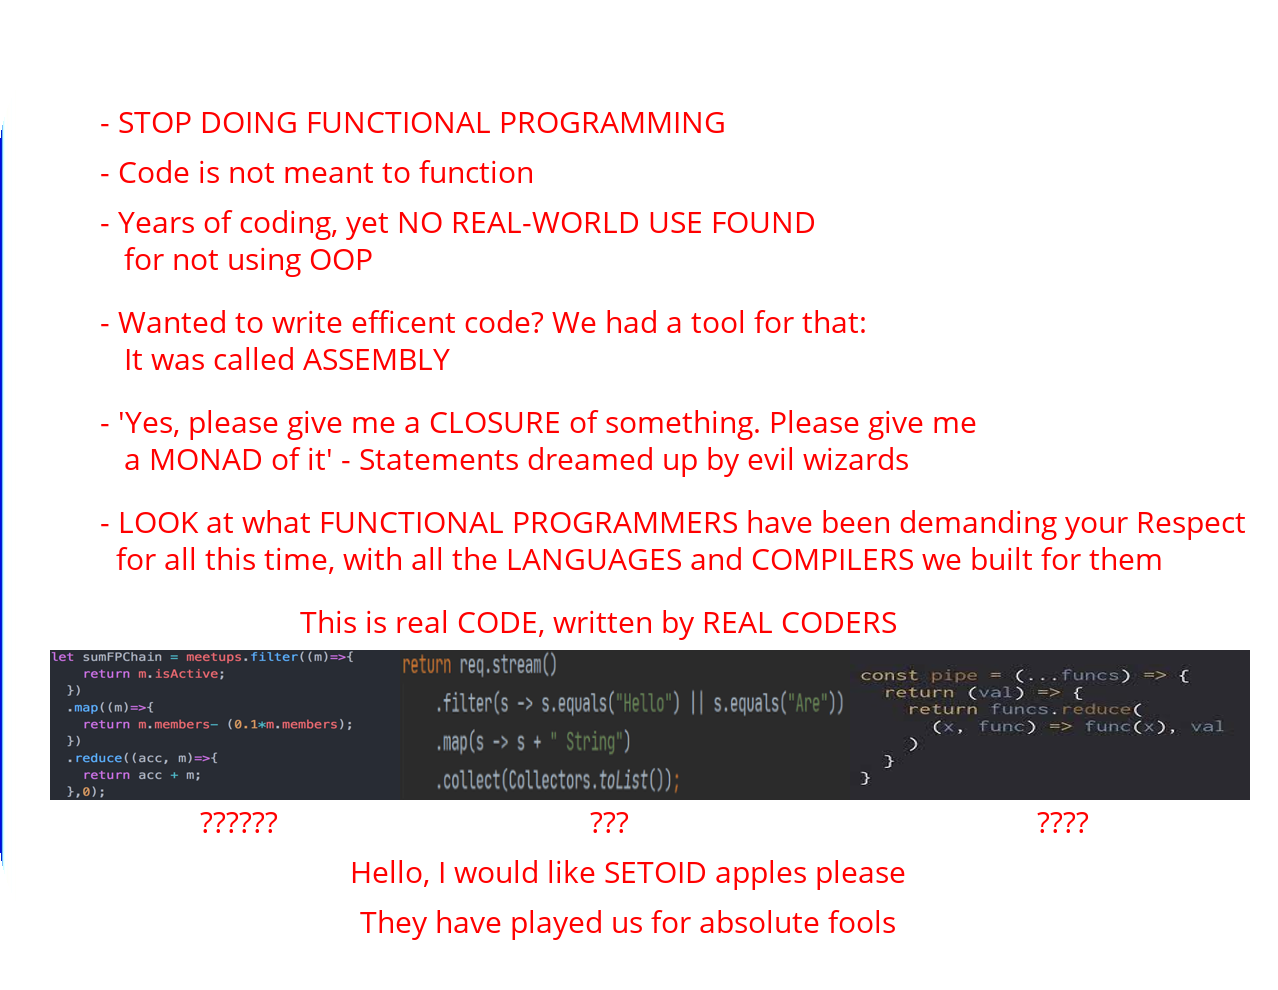 - STOP DOING FUNCTIONAL PROGRAMMING
- Code is not meant to function
- Years of coding, yet NO REAL-WORLD USE FOUND
for not using OOP
- Wanted to write efficent code? We had a tool for that:
It was called ASSEMBLY
- 'Yes, please give me a CLOSURE of something. Please give me
a MONAD of it' - Statements dreamed up by evil wizards
- LOOK at what FUNCTIONAL PROGRAMMERS have been demanding your Respect
for all this time, with all the LANGUAGES and COMPILERS we built for them
This is real CODE, written by REAL CODERS
let sumFPChain = meetups.filter((m)=>{
return m.isActive;
})
.map((m)=>{
return m.members- (0.1*m.members);
})
.reduce((acc, m)=>{
return acc + m;
},0);
return req.stream()
.filter(s -> s.equals("Hello") || s.equals("Are"))
.map(s -> s + " String")
.collect(Collectors.toList());
const pipe = (...funcs) => {
return (val) => {
return funcs.reduce(
(x, func) => func(x), val
)
}
}
??????
???
????
Hello, I would like SETOID apples please
They have played us for absolute fools